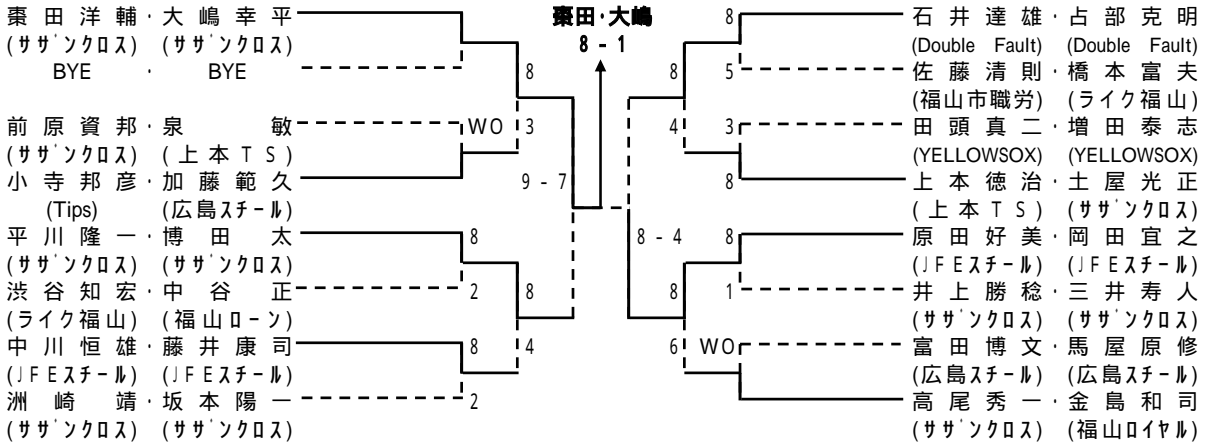 棗田洋輔・大嶋幸平
(ｻｻﾞﾝｸﾛｽ) (ｻｻﾞﾝｸﾛｽ)
BYE ・ BYE
8
前原資邦・泉 敏
WO 3
(ｻｻﾞﾝｸﾛｽ) (上本TS)
小寺邦彦・加藤範久
9 - 7
(Tips) (広島ｽﾁｰﾙ)
平川隆一・博田 太
8
(ｻｻﾞﾝｸﾛｽ) (ｻｻﾞﾝｸﾛｽ)
渋谷知宏・中谷 正
2 8
(ﾗｲｸ福山) (福山ﾛｰﾝ)
中川恒雄・藤井康司
8 4
(JFEｽﾁｰﾙ) (JFEｽﾁｰﾙ)
洲崎 靖・坂本陽一
2
(ｻｻﾞﾝｸﾛｽ) (ｻｻﾞﾝｸﾛｽ)
棗田・大嶋
8 - 1
8 石井達雄・占部克明
(Double Fault) (Double Fault)
8 5 佐藤清則・橋本富夫
(福山市職労) (ﾗｲｸ福山)
4 3 田頭真二・増田泰志
(YELLOWSOX) (YELLOWSOX)
8 上本徳治・土屋光正
(上本TS) (ｻｻﾞﾝｸﾛｽ)
8 - 4 8 原田好美・岡田宜之
(JFEｽﾁｰﾙ) (JFEｽﾁｰﾙ)
8 1 井上勝稔・三井寿人
(ｻｻﾞﾝｸﾛｽ) (ｻｻﾞﾝｸﾛｽ)
6 WO 富田博文・馬屋原修
(広島ｽﾁｰﾙ) (広島ｽﾁｰﾙ)
高尾秀一・金島和司
(ｻｻﾞﾝｸﾛｽ) (福山ﾛｲﾔﾙ)